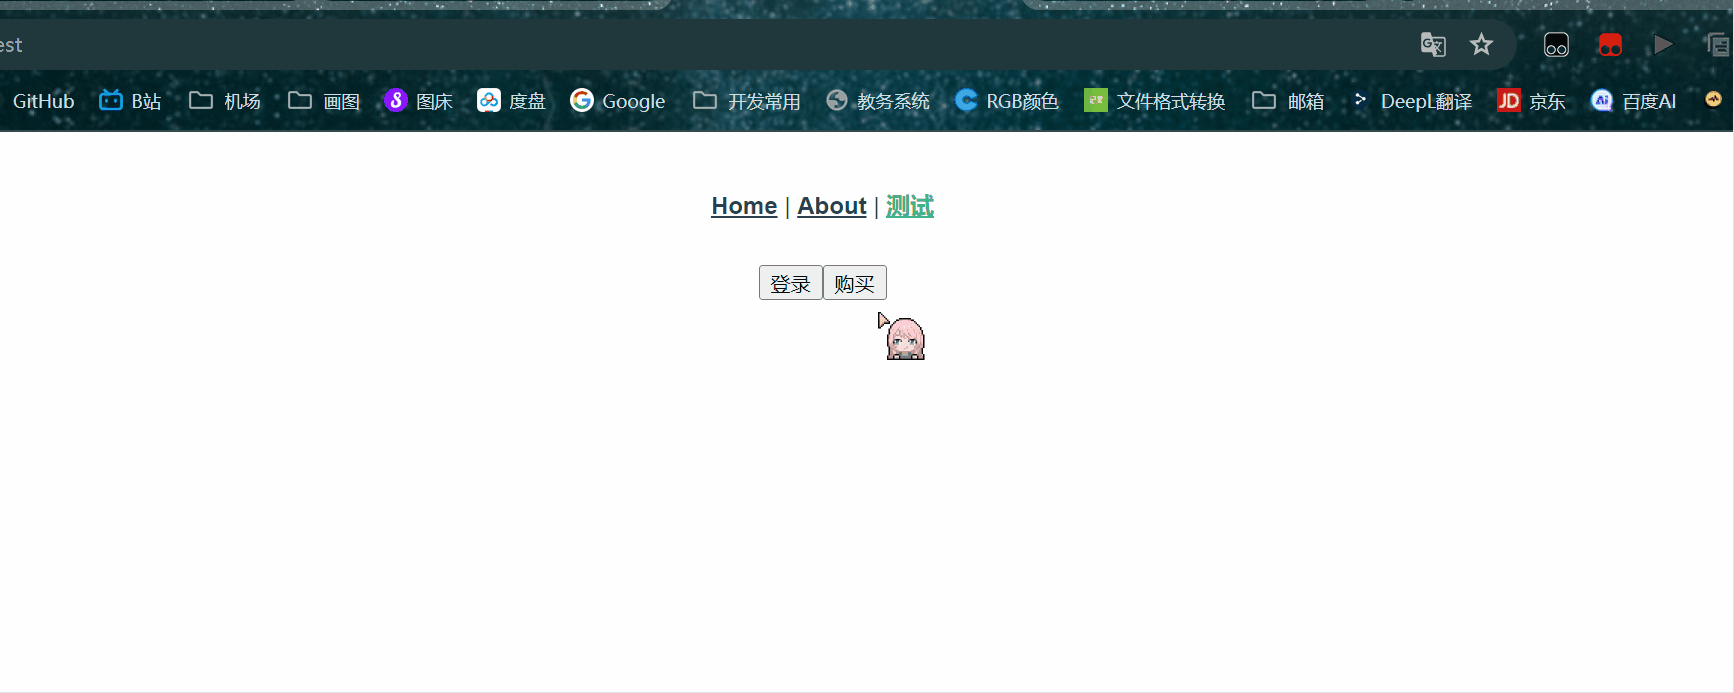 est
GitHub B站 机场 画图 图床 度盘 Google 开发常用 教务系统 RGB颜色 文件格式转换 邮箱 DeepL翻译 JD 京东 Ai 百度AI
Home | About | 测试
登录 购买